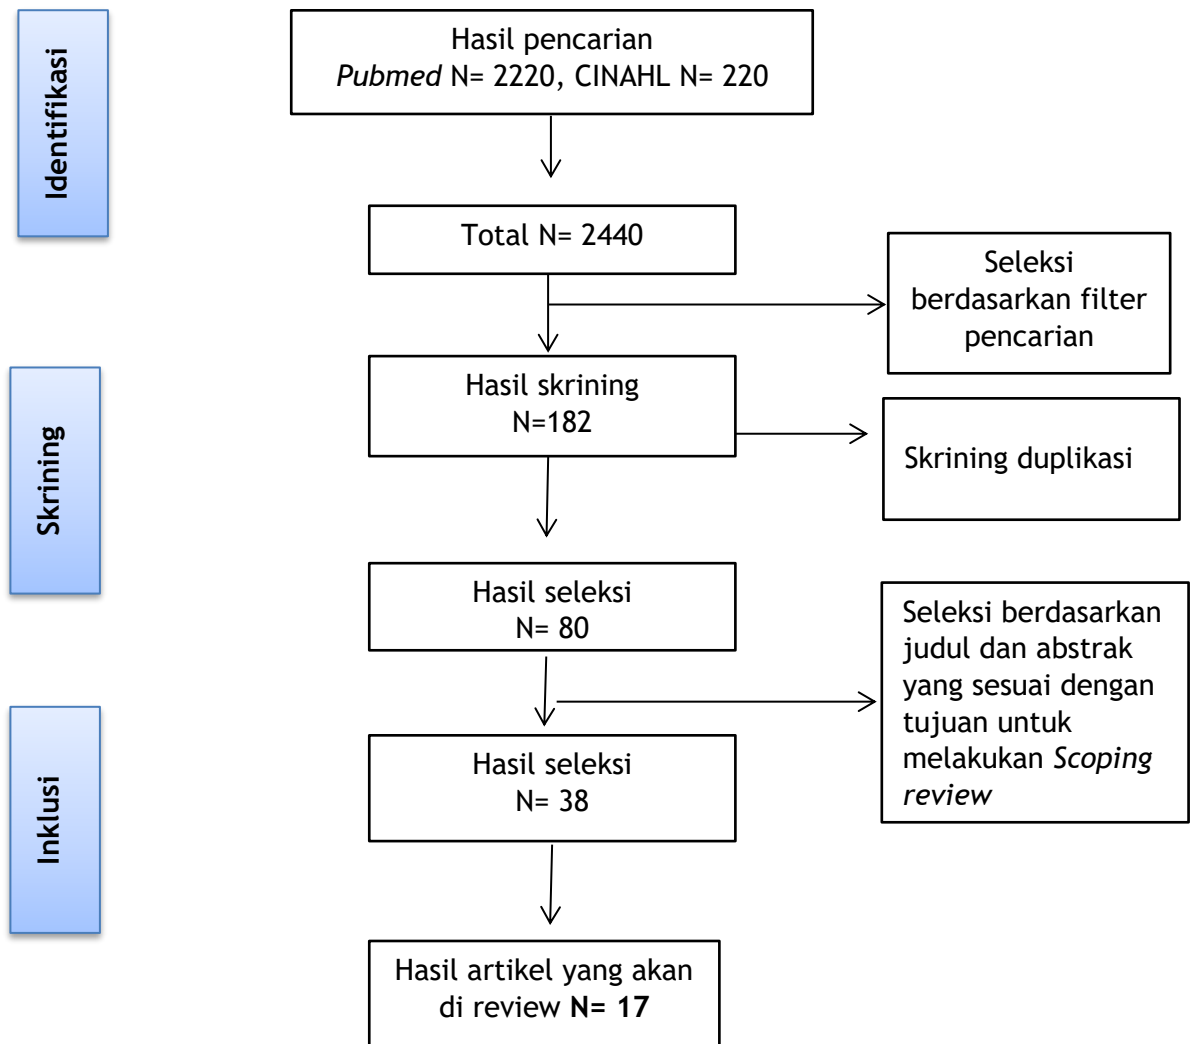 Identifikasi
Hasil pencarian
Pubmed N= 2220, CINAHL N= 220
Total N= 2440
Seleksi
berdasarkan filter
pencarian
Skrining
Hasil skrining
N=182
Skrining duplikasi
Hasil seleksi
N= 80
Seleksi berdasarkan
judul dan abstrak
yang sesuai dengan
tujuan untuk
melakukan Scoping
review
Inklusi
Hasil seleksi
N= 38
Hasil artikel yang akan
di review N= 17